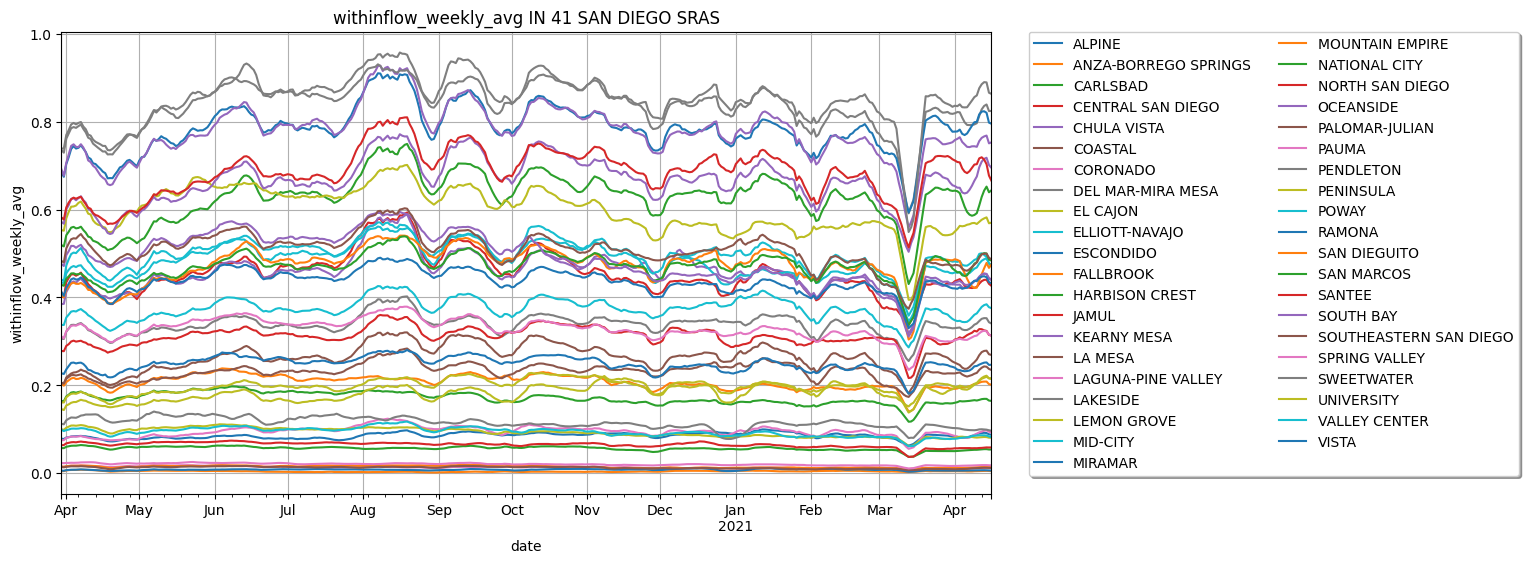 withinflow_weekly_avg IN 41 SAN DIEGO SRAS
withinflow_weekly_avg
1.0
0.8
0.6
0.4
0.2
0.0
Apr May Jun Jul Aug Sep Oct Nov Dec Jan Feb Mar Apr
2021
date
ALPINE
ANZA-BORREGO SPRINGS
CARLSBAD
CENTRAL SAN DIEGO
CHULA VISTA
COASTAL
CORONADO
DEL MAR-MIRA MESA
EL CAJON
ELLIOTT-NAVAJO
ESCONDIDO
FALLBROOK
HARBISON CREST
JAMUL
KEARNY MESA
LA MESA
LAGUNA-PINE VALLEY
LAKESIDE
LEMON GROVE
MID-CITY
MIRAMAR
MOUNTAIN EMPIRE
NATIONAL CITY
NORTH SAN DIEGO
OCEANSIDE
PALOMAR-JULIAN
PAUMA
PENDLETON
PENINSULA
POWAY
RAMONA
SAN DIEGUITO
SAN MARCOS
SANTEE
SOUTH BAY
SOUTHEASTERN SAN DIEGO
SPRING VALLEY
SWEETWATER
UNIVERSITY
VALLEY CENTER
VISTA